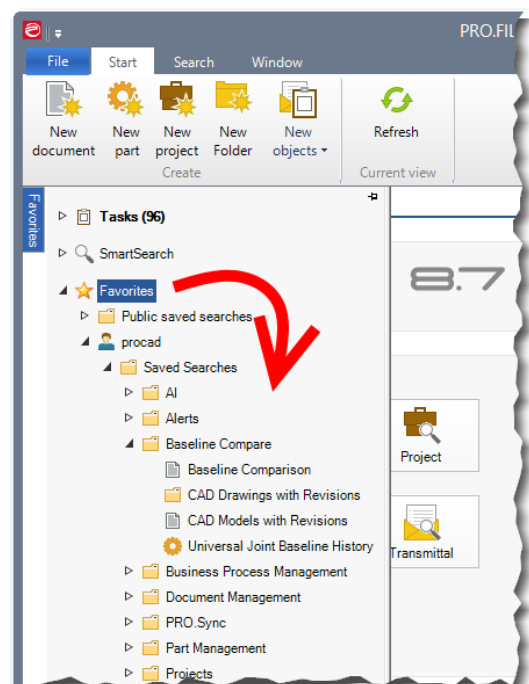 PRO.FIL
File Start Search Window
New document
New part
New project
New Folder
New objects
Refresh
Create
Current view
Favorites
Tasks (96)
SmartSearch
Favorites
Public saved searches
procad
Saved Searches
AI
Alerts
Baseline Compare
Baseline Comparison
CAD Drawings with Revisions
CAD Models with Revisions
Universal Joint Baseline History
Business Process Management
Document Management
PRO.Sync
Part Management
Projects
8.7
Project
Transmittal